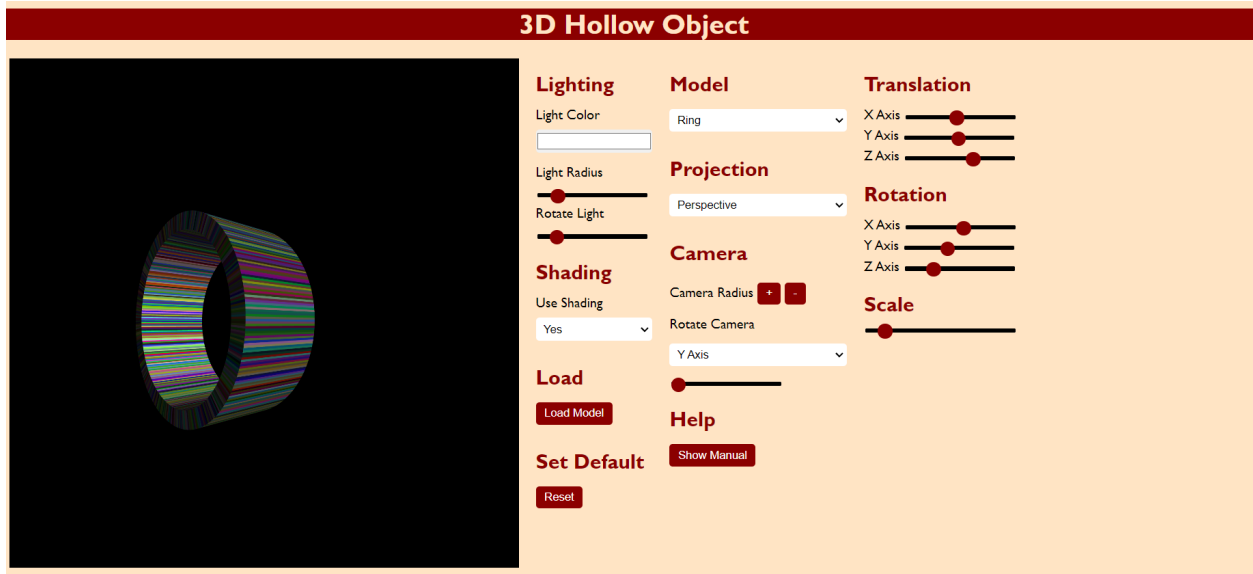 3D Hollow Object
Lighting
Light Color
Light Radius
Rotate Light
Shading
Use Shading
Yes
Load
Load Model
Set Default
Reset
Model
Ring
Projection
Perspective
Camera
Camera Radius + -
Rotate Camera
Y Axis
Help
Show Manual
Translation
X Axis
Y Axis
Z Axis
Rotation
X Axis
Y Axis
Z Axis
Scale